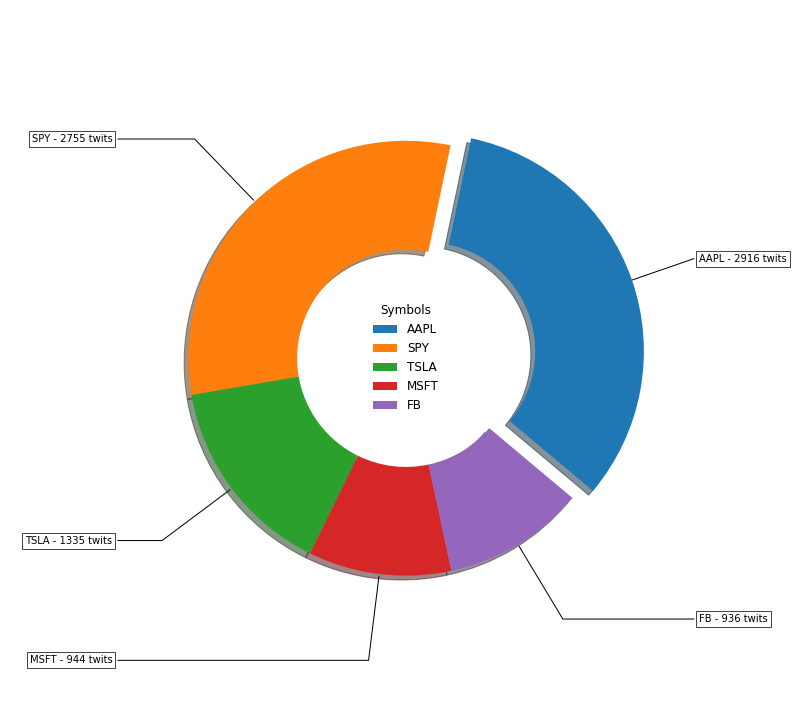 SPY - 2755 twits
AAPL - 2916 twits
Symbols
AAPL
SPY
TSLA
MSFT
FB
TSLA - 1335 twits
FB - 936 twits
MSFT - 944 twits